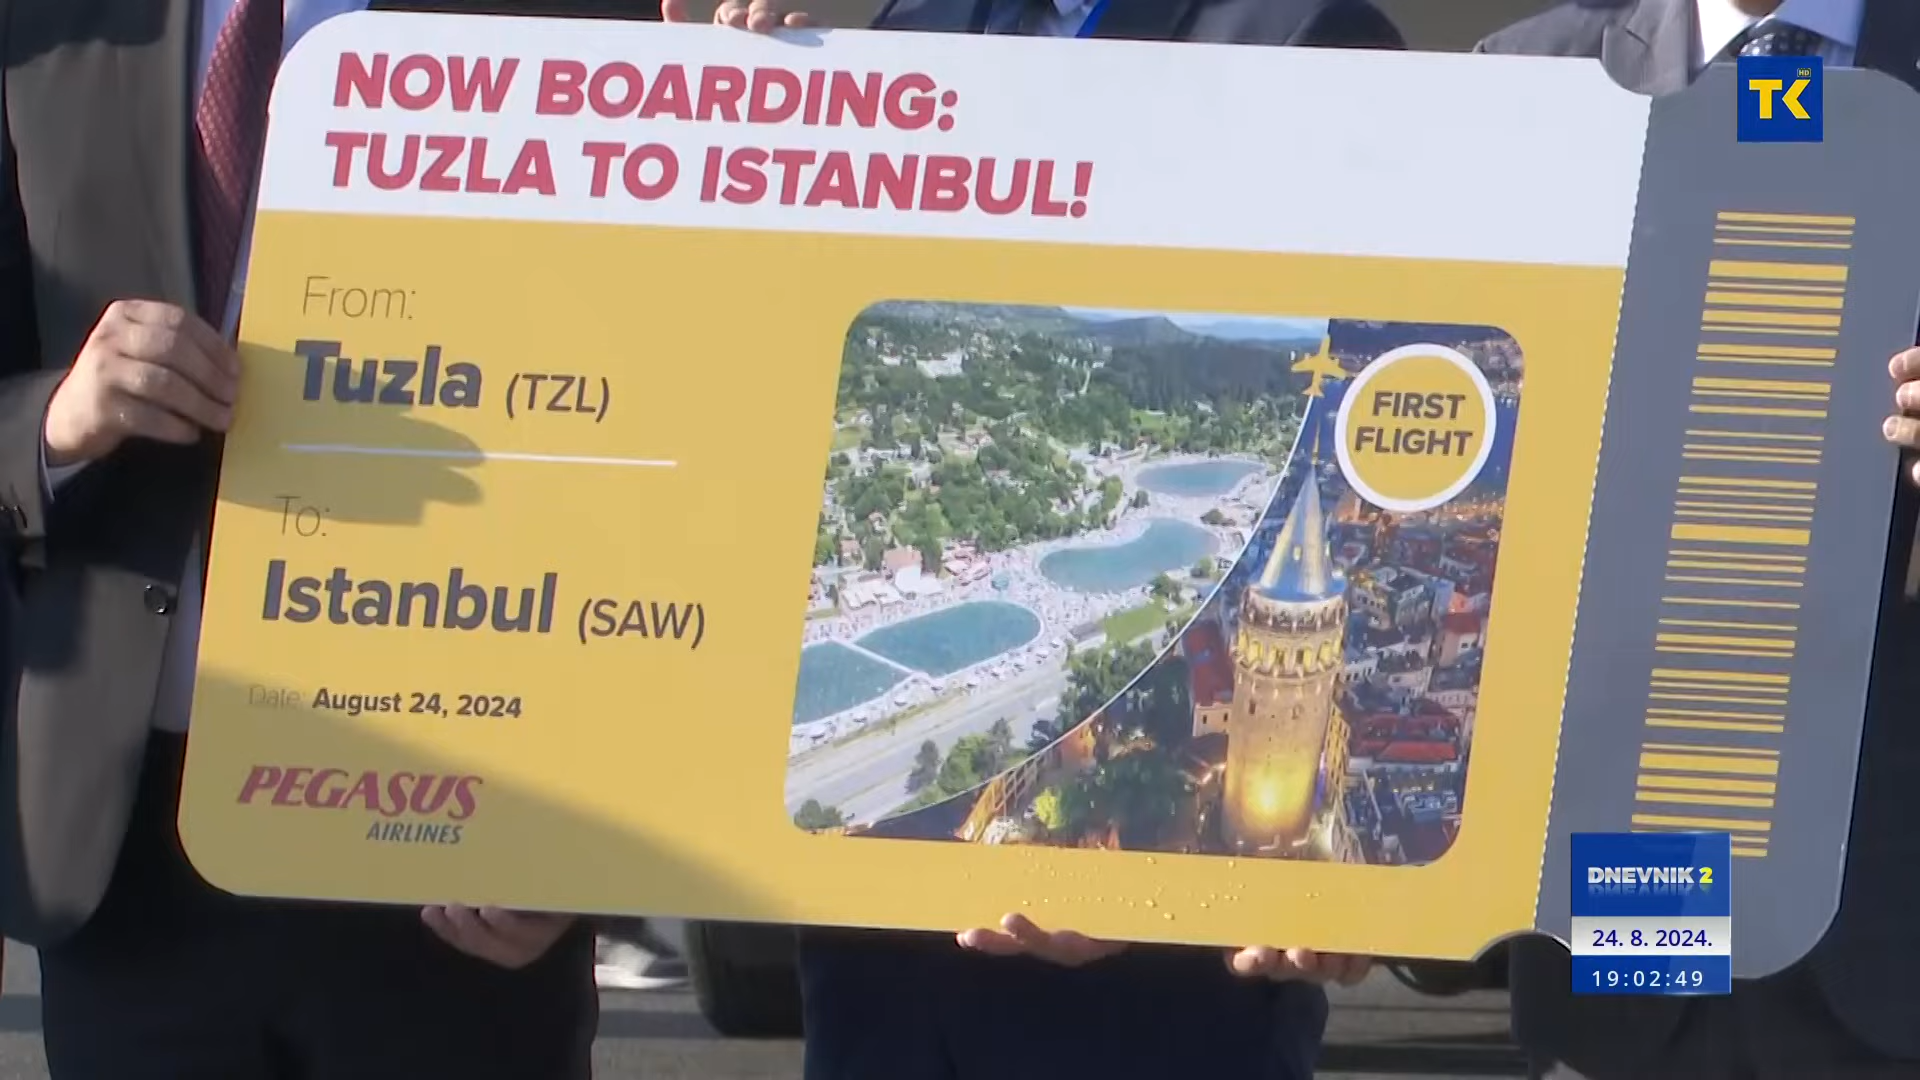 NOW BOARDING:
TUZLA TO ISTANBUL!
From:
Tuzla (TZL)
To:
Istanbul (SAW)
Date: August 24, 2024
PEGASUS
AIRLINES
FIRST
FLIGHT
TK HD
DNEVNIK 2
24. 8. 2024.
19:02:49